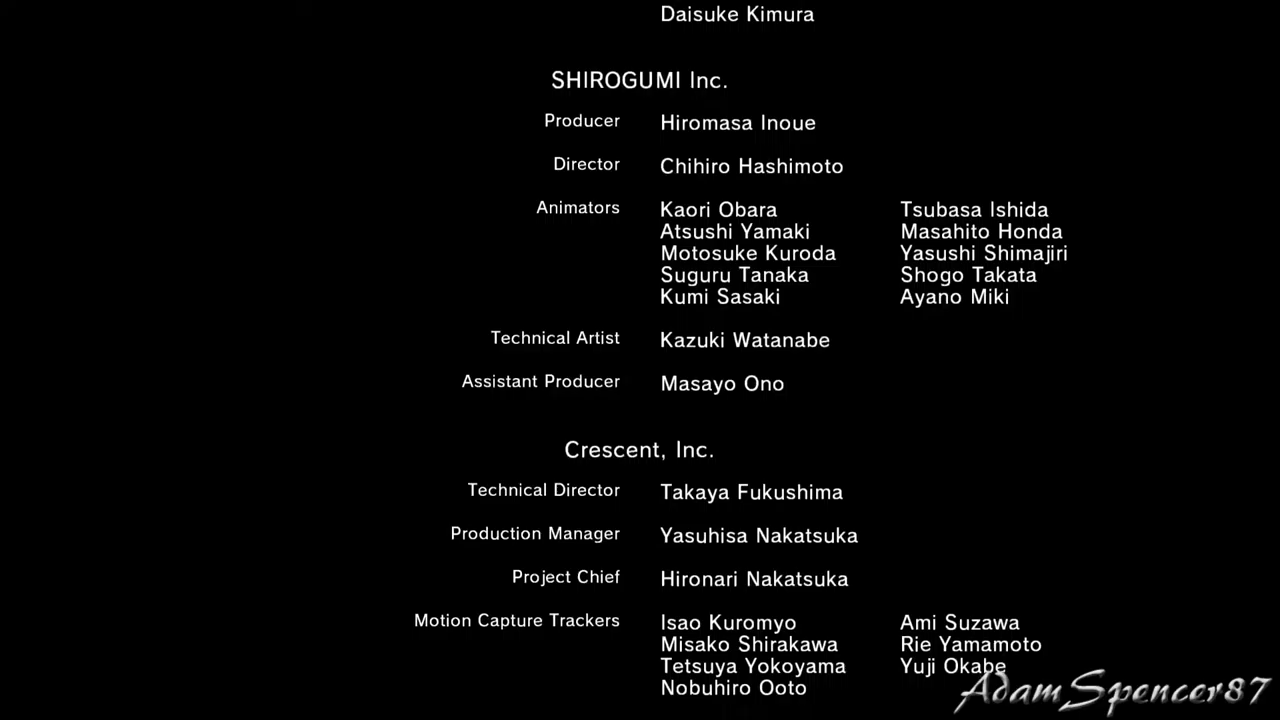 Daisuke Kimura
SHIROGUMI Inc.
Producer Hiromasa Inoue
Director Chihiro Hashimoto
Animators Kaori Obara Tsubasa Ishida
Atsushi Yamaki Masahito Honda
Motosuke Kuroda Yasushi Shimajiri
Suguru Tanaka Shogo Takata
Kumi Sasaki Ayano Miki
Technical Artist Kazuki Watanabe
Assistant Producer Masayo Ono
Crescent, Inc.
Technical Director Takaya Fukushima
Production Manager Yasuhisa Nakatsuka
Project Chief Hironari Nakatsuka
Motion Capture Trackers Isao Kuromyo Ami Suzawa
Misako Shirakawa Rie Yamamoto
Tetsuya Yokoyama Yuji Okabe
Nobuhiro Ooto
AdamSpencer87